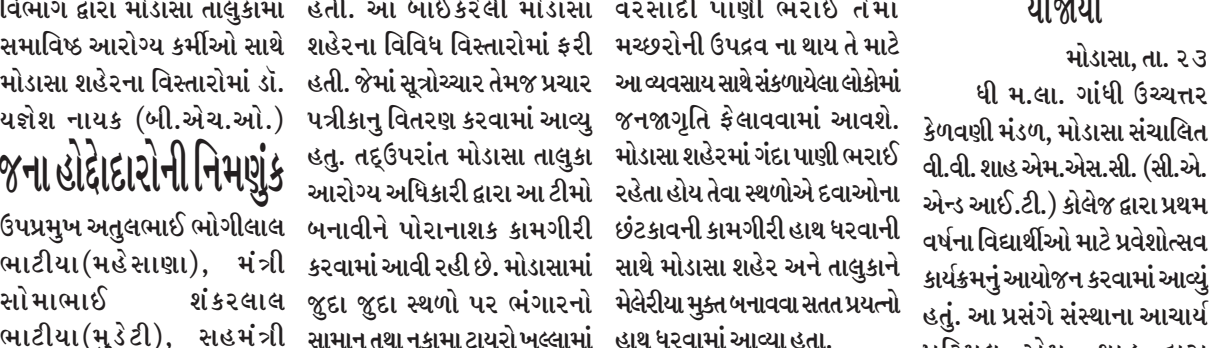 વિભાગ દ્વારા મોડાસા તાલુકામાં
સમાવિષ્ઠ આરોગ્ય કર્મીઓ સાથે
મોડાસા શહેરના વિસ્તારોમાં ડૉ.
યજ્ઞેશ નાયક (બી.એચ.ઓ.)
જના હોદ્દોદારોની નિમણુંક
ઉપપ્રમુખ અતુલભાઈ ભોગીલાલ
ભાટીયા(મહેસાણા), મંત્રી
સોમાભાઈ શંકરલાલ
ભાટીયા(મુડેટી), સહમંત્રી
હતી. આ બાઈકરેલી મોડાસા
શહેરના વિવિધ વિસ્તારોમાં ફરી
હતી. જેમાં સૂત્રોચ્ચાર તેમજ પ્રચાર
પત્રીકાનુ વિતરણ કરવામાં આવ્યુ
હતુ. તદ્ઉપરાંત મોડાસા તાલુકા
આરોગ્ય અધિકારી દ્વારા આ ટીમો
બનાવીને પોરાનાશક કામગીરી
કરવામાં આવી રહી છે. મોડાસામાં
જુદા જુદા સ્થળો પર ભંગારનો
સામાન તથા નકામા ટાયરો ખુલ્લામાં
વરસાદી પાણી ભરાઈ તેમાં
મચ્છરોની ઉપદ્રવ ના થાય તે માટે
આ વ્યવસાય સાથે સંકળાયેલા લોકોમાં
જનજાગૃતિ ફેલાવવામાં આવશે.
મોડાસા શહેરમાં ગંદા પાણી ભરાઈ
રહેતા હોય તેવા સ્થળોએ દવાઓના
છંટકાવની કામગીરી હાથ ધરવાની
સાથે મોડાસા શહેર અને તાલુકાને
મેલેરીયા મુક્ત બનાવવા સતત પ્રયત્નો
હાથ ધરવામાં આવ્યા હતા.
યોજાયો
મોડાસા, તા. ૨૩
ધી મ.લા. ગાંધી ઉચ્ચત્તર
કેળવણી મંડળ, મોડાસા સંચાલિત
વી.વી. શાહ એમ.એસ.સી. (સી.એ.
એન્ડ આઈ.ટી.) કોલેજ દ્વારા પ્રથમ
વર્ષના વિદ્યાર્થીઓ માટે પ્રવેશોત્સવ
કાર્યક્રમનું આયોજન કરવામાં આવ્યું
હતું. આ પ્રસંગે સંસ્થાના આચાર્ય